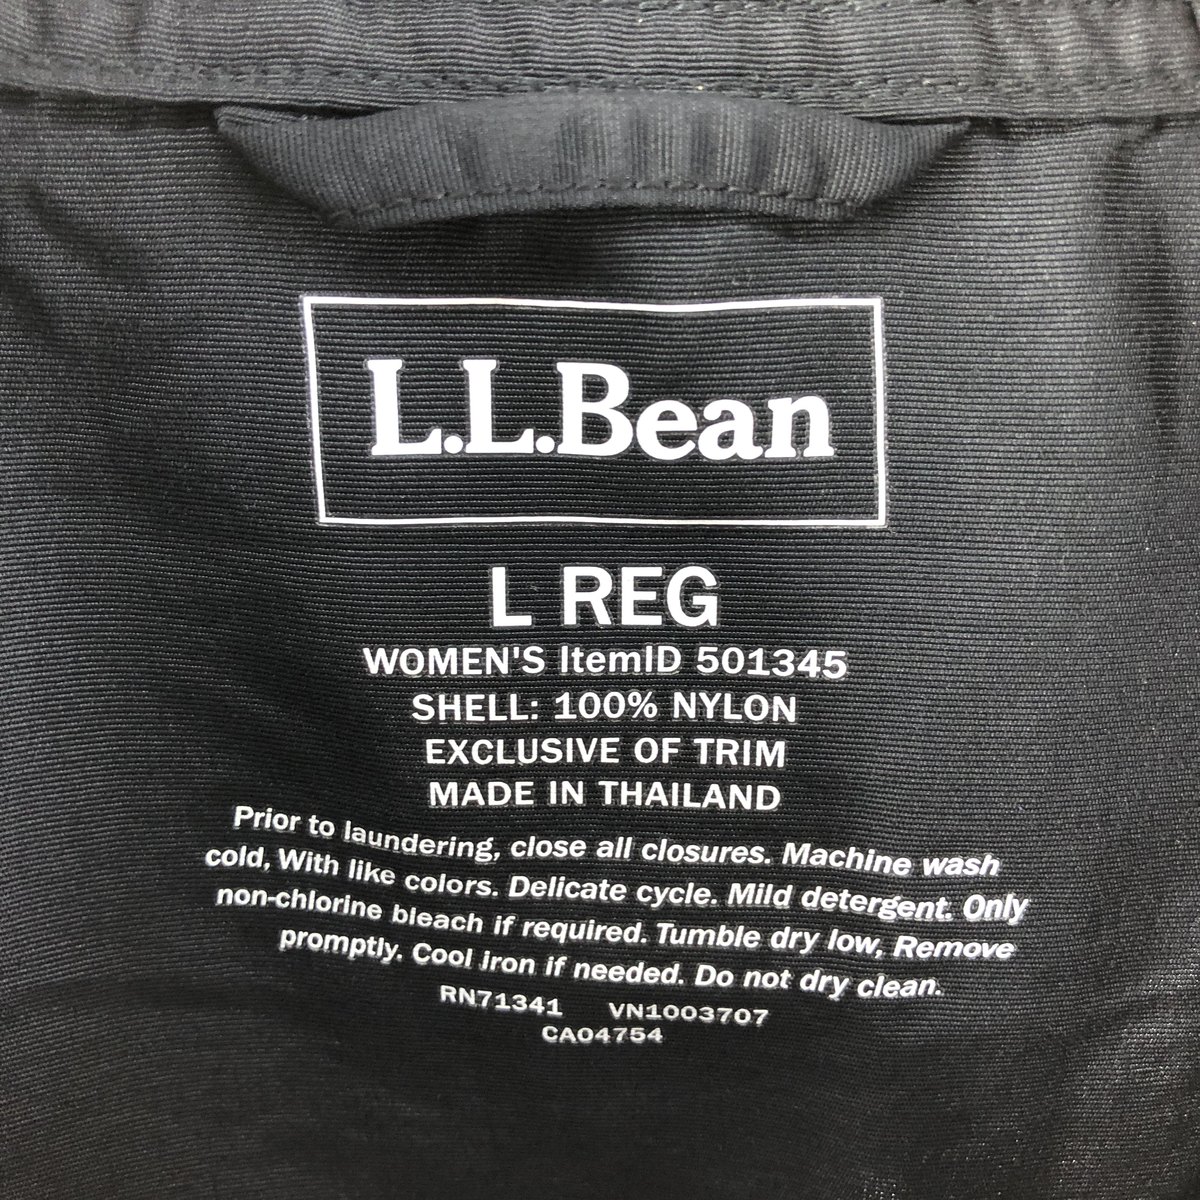 L.L.Bean
L REG
WOMEN'S ItemID 501345
SHELL: 100% NYLON
EXCLUSIVE OF TRIM
MADE IN THAILAND
Prior to laundering, close all closures. Machine wash
cold, With like colors. Delicate cycle. Mild detergent. Only
non-chlorine bleach if required. Tumble dry low, Remove
promptly. Cool iron if needed. Do not dry clean.
RN71341 VN1003707
CA04754